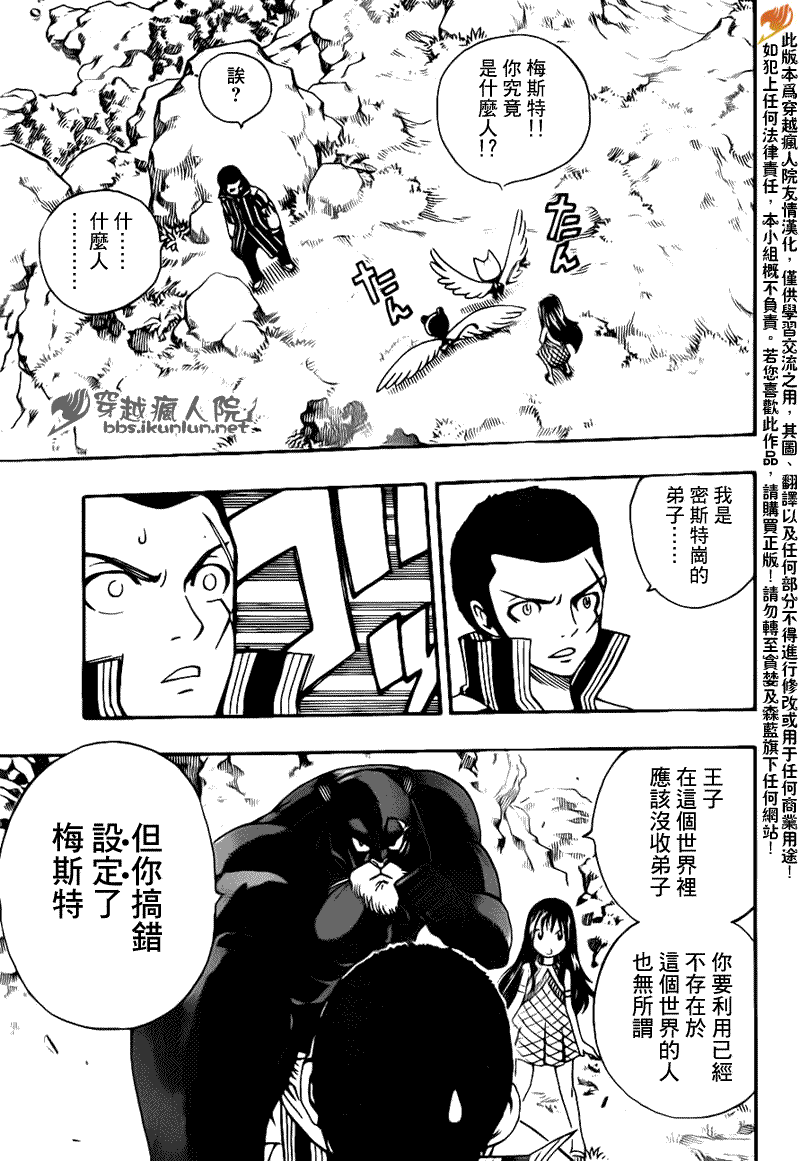 梅斯特!!
你究竟
是什麼人!?
誒?
什……
什麼人
………
たたん
たたん
穿越瘋人院
bbs.ikunlun.net
我是
密斯特崗的
弟子……
王子
在這個世界裡
應該沒收弟子
你要利用已經
不存在於
這個世界的人
也無所謂
但你搞錯
設定了
梅斯特
此版本爲穿越瘋人院友情漢化，僅供學習交流之用，其圖、翻譯以及任何部分不得進行修改或用于任何商業用途！
如犯上任何法律責任，本小組概不負責。若您喜歡此作品，請購買正版！請勿轉至貪婪及森藍旗下任何網站！